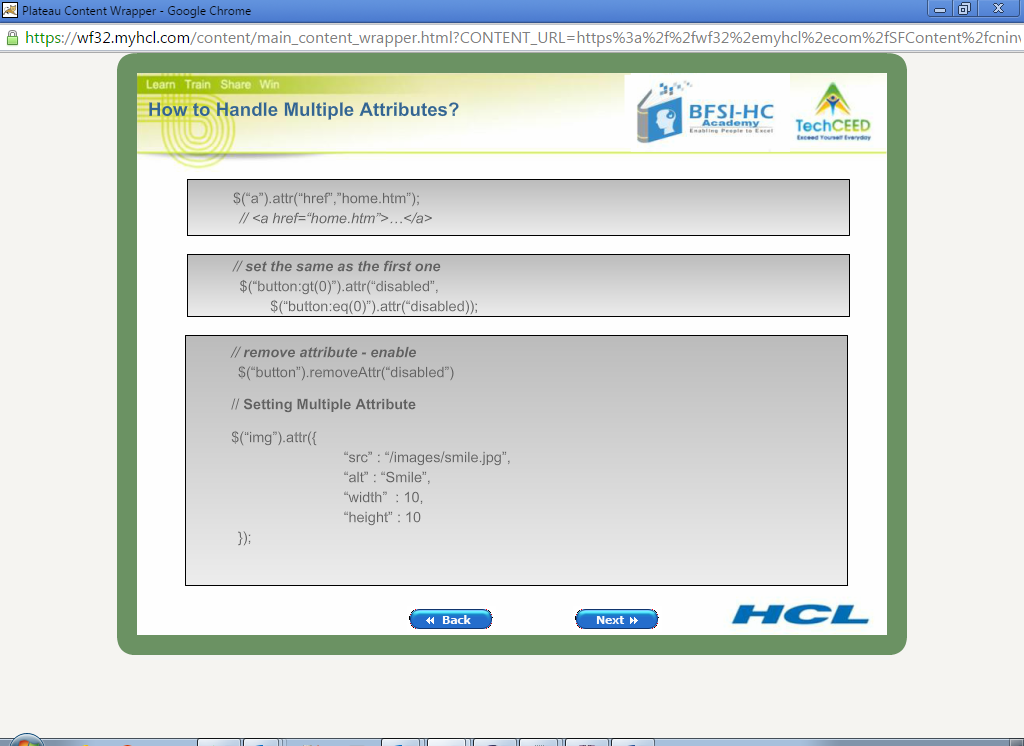 Plateau Content Wrapper - Google Chrome
https://wf32.myhcl.com/content/main_content_wrapper.html?CONTENT_URL=https%3a%2f%2fwf32%2emyhcl%2ecom%2fSFContent%2fcninv
Learn Train Share Win
How to Handle Multiple Attributes?
BFSI-HC
Academy
Enabling People to Excel
TechCEED
Exceed Yourself Everyday
$(“a”).attr(“href”,”home.htm”);
// <a href=“home.htm”>…</a>
// set the same as the first one
$(“button:gt(0)”).attr(“disabled”,
$(“button:eq(0)”).attr(“disabled));
// remove attribute - enable
$(“button”).removeAttr(“disabled”)
// Setting Multiple Attribute
$(“img”).attr({
“src” : “/images/smile.jpg”,
“alt” : “Smile”,
“width” : 10,
“height” : 10
});
Back
Next
HCL